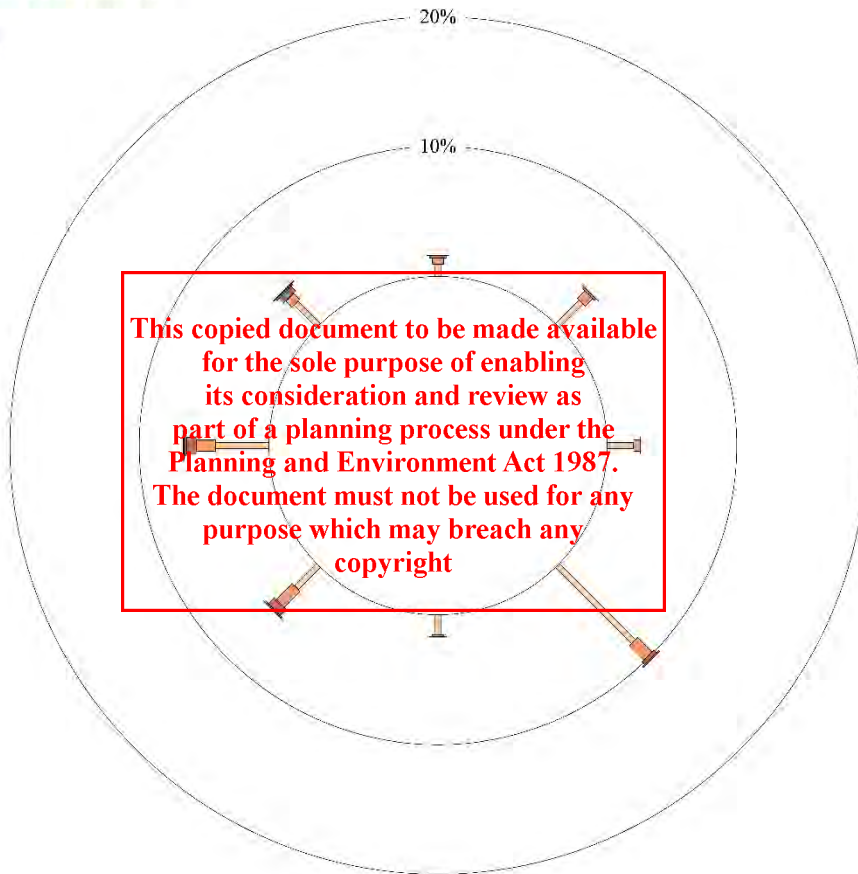 20%
10%
This copied document to be made available
for the sole purpose of enabling
its consideration and review as
part of a planning process under the
Planning and Environment Act 1987.
The document must not be used for any
purpose which may breach any
copyright